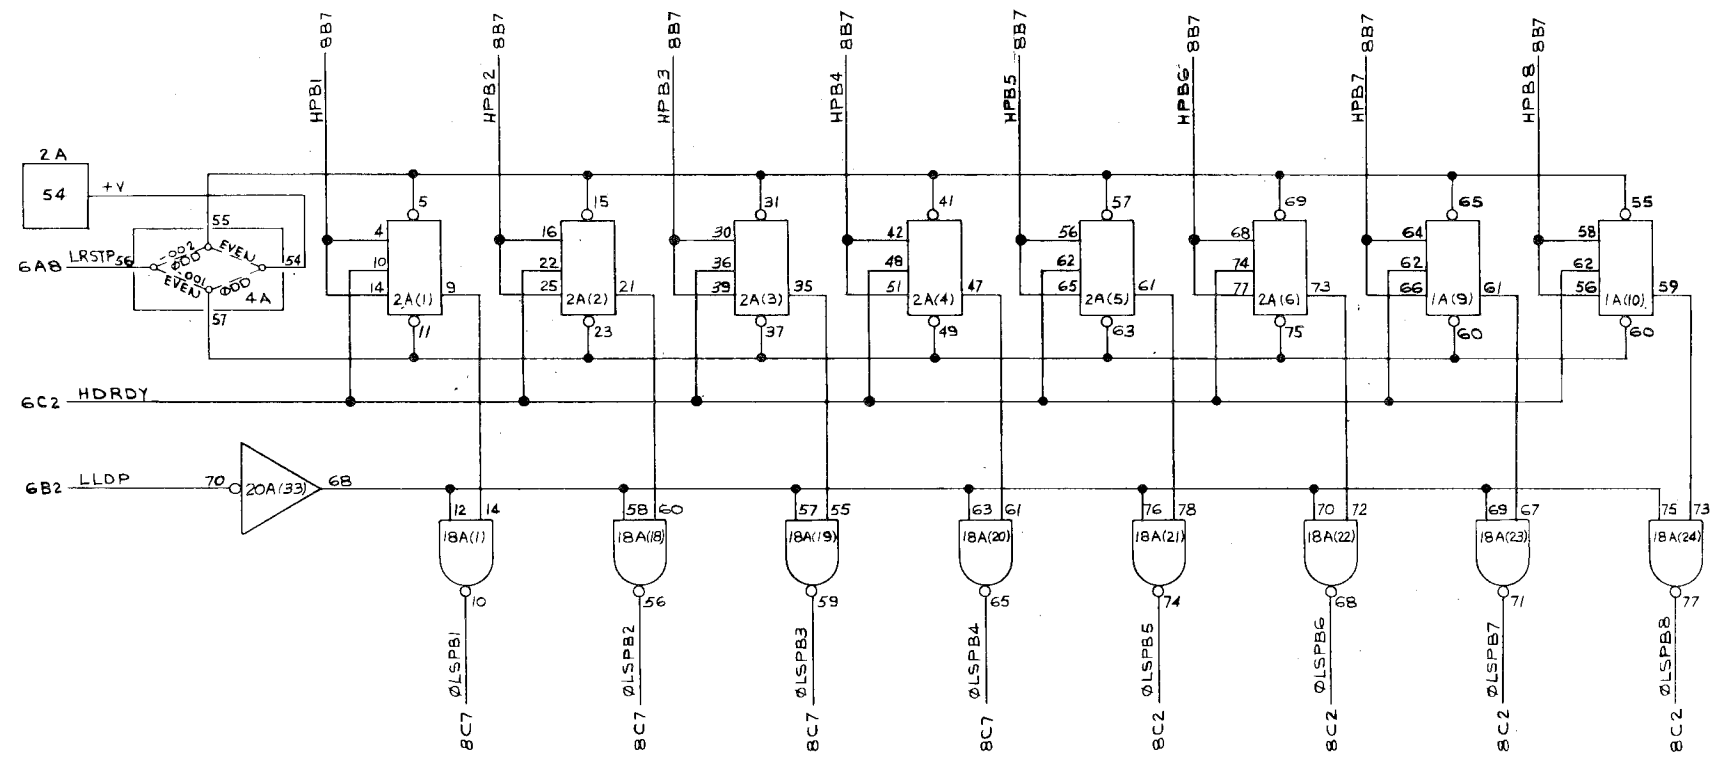 8B7 8B7 8B7 8B7 8B7 8B7 8B7 8B7
HPB1 HPB2 HPB3 HPB4 HPB5 HPB6 HPB7 HPB8
2A
54 +V
5 15 31 41 57 69 65 55
55
-002 ØDD EVEN
6A8 LRSTP 56 54
-001 EVEN ØDD
4A
57
4 16 30 42 56 68 64 58
10 22 36 48 62 74 62 62
14 2A(1) 9 25 2A(2) 21 39 2A(3) 35 51 2A(4) 47 65 2A(5) 61 77 2A(6) 73 66 1A(9) 61 56 1A(10) 59
11 23 37 49 63 75 60 60
6C2 HDRDY
6B2 LLDP 70 20A(33) 68
12 14 58 60 57 55 63 61 76 78 70 72 69 67 75 73
18A(1) 18A(18) 18A(19) 18A(20) 18A(21) 18A(22) 18A(23) 18A(24)
10 56 59 65 74 68 71 77
ØLSPB1 ØLSPB2 ØLSPB3 ØLSPB4 ØLSPB5 ØLSPB6 ØLSPB7 ØLSPB8
8C7 8C7 8C7 8C7 8C2 8C2 8C2 8C2